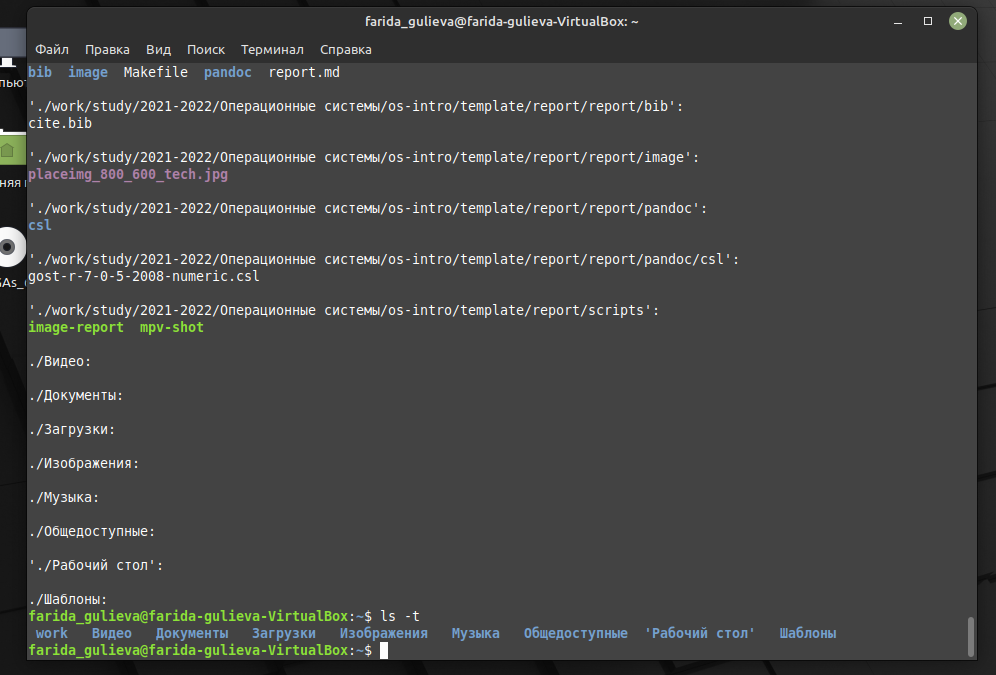 farida_gulieva@farida-gulieva-VirtualBox: ~
Файл Правка Вид Поиск Терминал Справка
bib image Makefile pandoc report.md
'./work/study/2021-2022/Операционные системы/os-intro/template/report/report/bib':
cite.bib
'./work/study/2021-2022/Операционные системы/os-intro/template/report/report/image':
placeimg_800_600_tech.jpg
'./work/study/2021-2022/Операционные системы/os-intro/template/report/report/pandoc':
csl
'./work/study/2021-2022/Операционные системы/os-intro/template/report/report/pandoc/csl':
gost-r-7-0-5-2008-numeric.csl
'./work/study/2021-2022/Операционные системы/os-intro/template/report/scripts':
image-report mpv-shot
./Видео:
./Документы:
./Загрузки:
./Изображения:
./Музыка:
./Общедоступные:
'./Рабочий стол':
./Шаблоны:
farida_gulieva@farida-gulieva-VirtualBox:~$ ls -t
work Видео Документы Загрузки Изображения Музыка Общедоступные 'Рабочий стол' Шаблоны
farida_gulieva@farida-gulieva-VirtualBox:~$